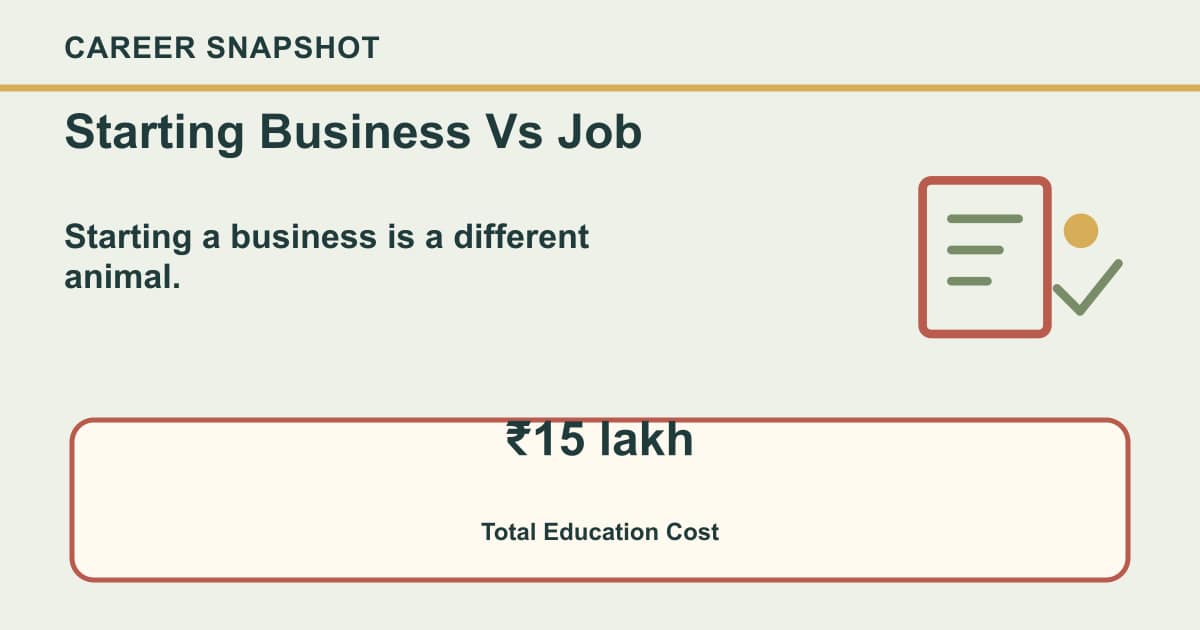 CAREER SNAPSHOT
Starting Business Vs Job
Starting a business is a different
animal.
₹15 lakh
Total Education Cost